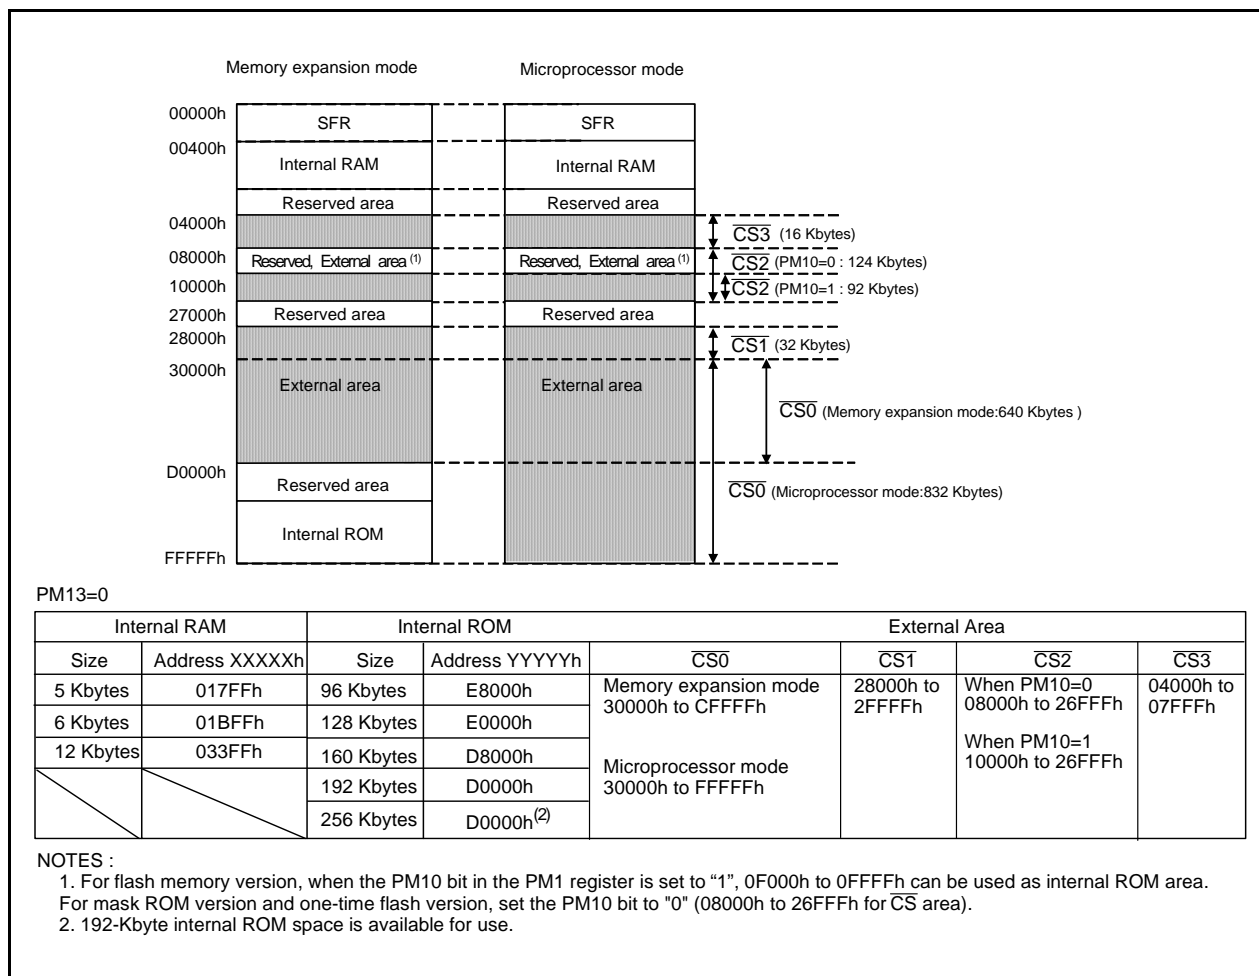 Memory expansion mode
Microprocessor mode
00000h
SFR
SFR
00400h
Internal RAM
Internal RAM
Reserved area
Reserved area
04000h
CS3 (16 Kbytes)
08000h
Reserved, External area (1)
Reserved, External area (1)
CS2 (PM10=0 : 124 Kbytes)
10000h
CS2 (PM10=1 : 92 Kbytes)
27000h
Reserved area
Reserved area
28000h
CS1 (32 Kbytes)
30000h
External area
External area
CS0 (Memory expansion mode:640 Kbytes )
D0000h
Reserved area
CS0 (Microprocessor mode:832 Kbytes)
Internal ROM
FFFFFh
PM13=0
Internal RAM Internal ROM External Area
Size Address XXXXXh Size Address YYYYYh CS0 CS1 CS2 CS3
5 Kbytes 017FFh 96 Kbytes E8000h
6 Kbytes 01BFFh 128 Kbytes E0000h
12 Kbytes 033FFh 160 Kbytes D8000h
192 Kbytes D0000h
256 Kbytes D0000h(2)
Memory expansion mode
30000h to CFFFFh
Microprocessor mode
30000h to FFFFFh
28000h to
2FFFFh
When PM10=0
08000h to 26FFFh
When PM10=1
10000h to 26FFFh
04000h to
07FFFh
NOTES :
1. For flash memory version, when the PM10 bit in the PM1 register is set to “1”, 0F000h to 0FFFFh can be used as internal ROM area.
For mask ROM version and one-time flash version, set the PM10 bit to "0" (08000h to 26FFFh for CS area).
2. 192-Kbyte internal ROM space is available for use.